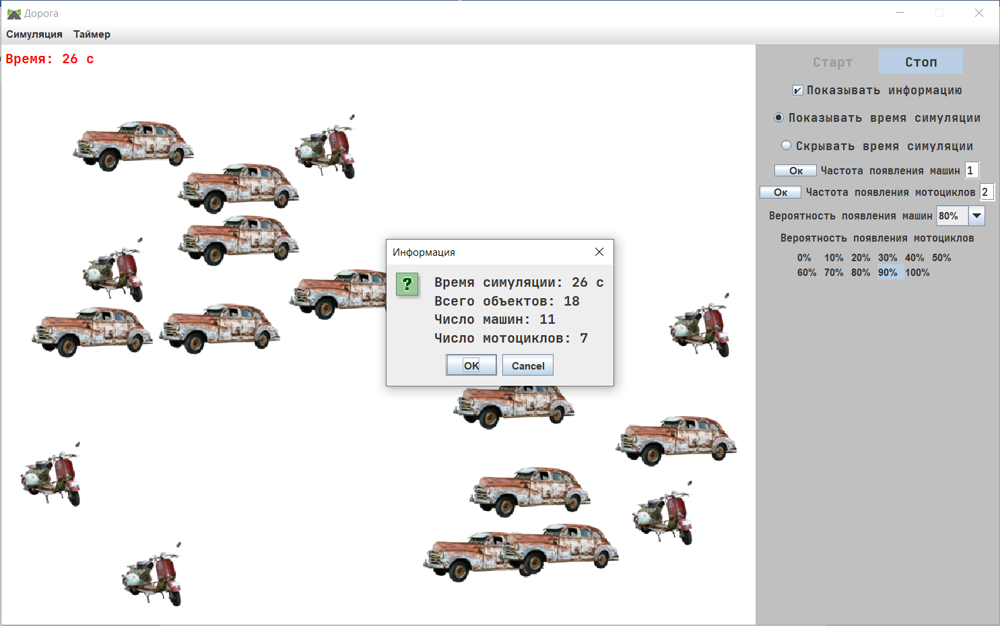 Дорога
Симуляция Таймер
Время: 26 с
Старт Стоп
Показывать информацию
Показывать время симуляции
Скрывать время симуляции
Ок Частота появления машин 1
Ок Частота появления мотоциклов 2
Вероятность появления машин 80%
Вероятность появления мотоциклов
0% 10% 20% 30% 40% 50%
60% 70% 80% 90% 100%
Информация
?
Время симуляции: 26 с
Всего объектов: 18
Число машин: 11
Число мотоциклов: 7
OK Cancel